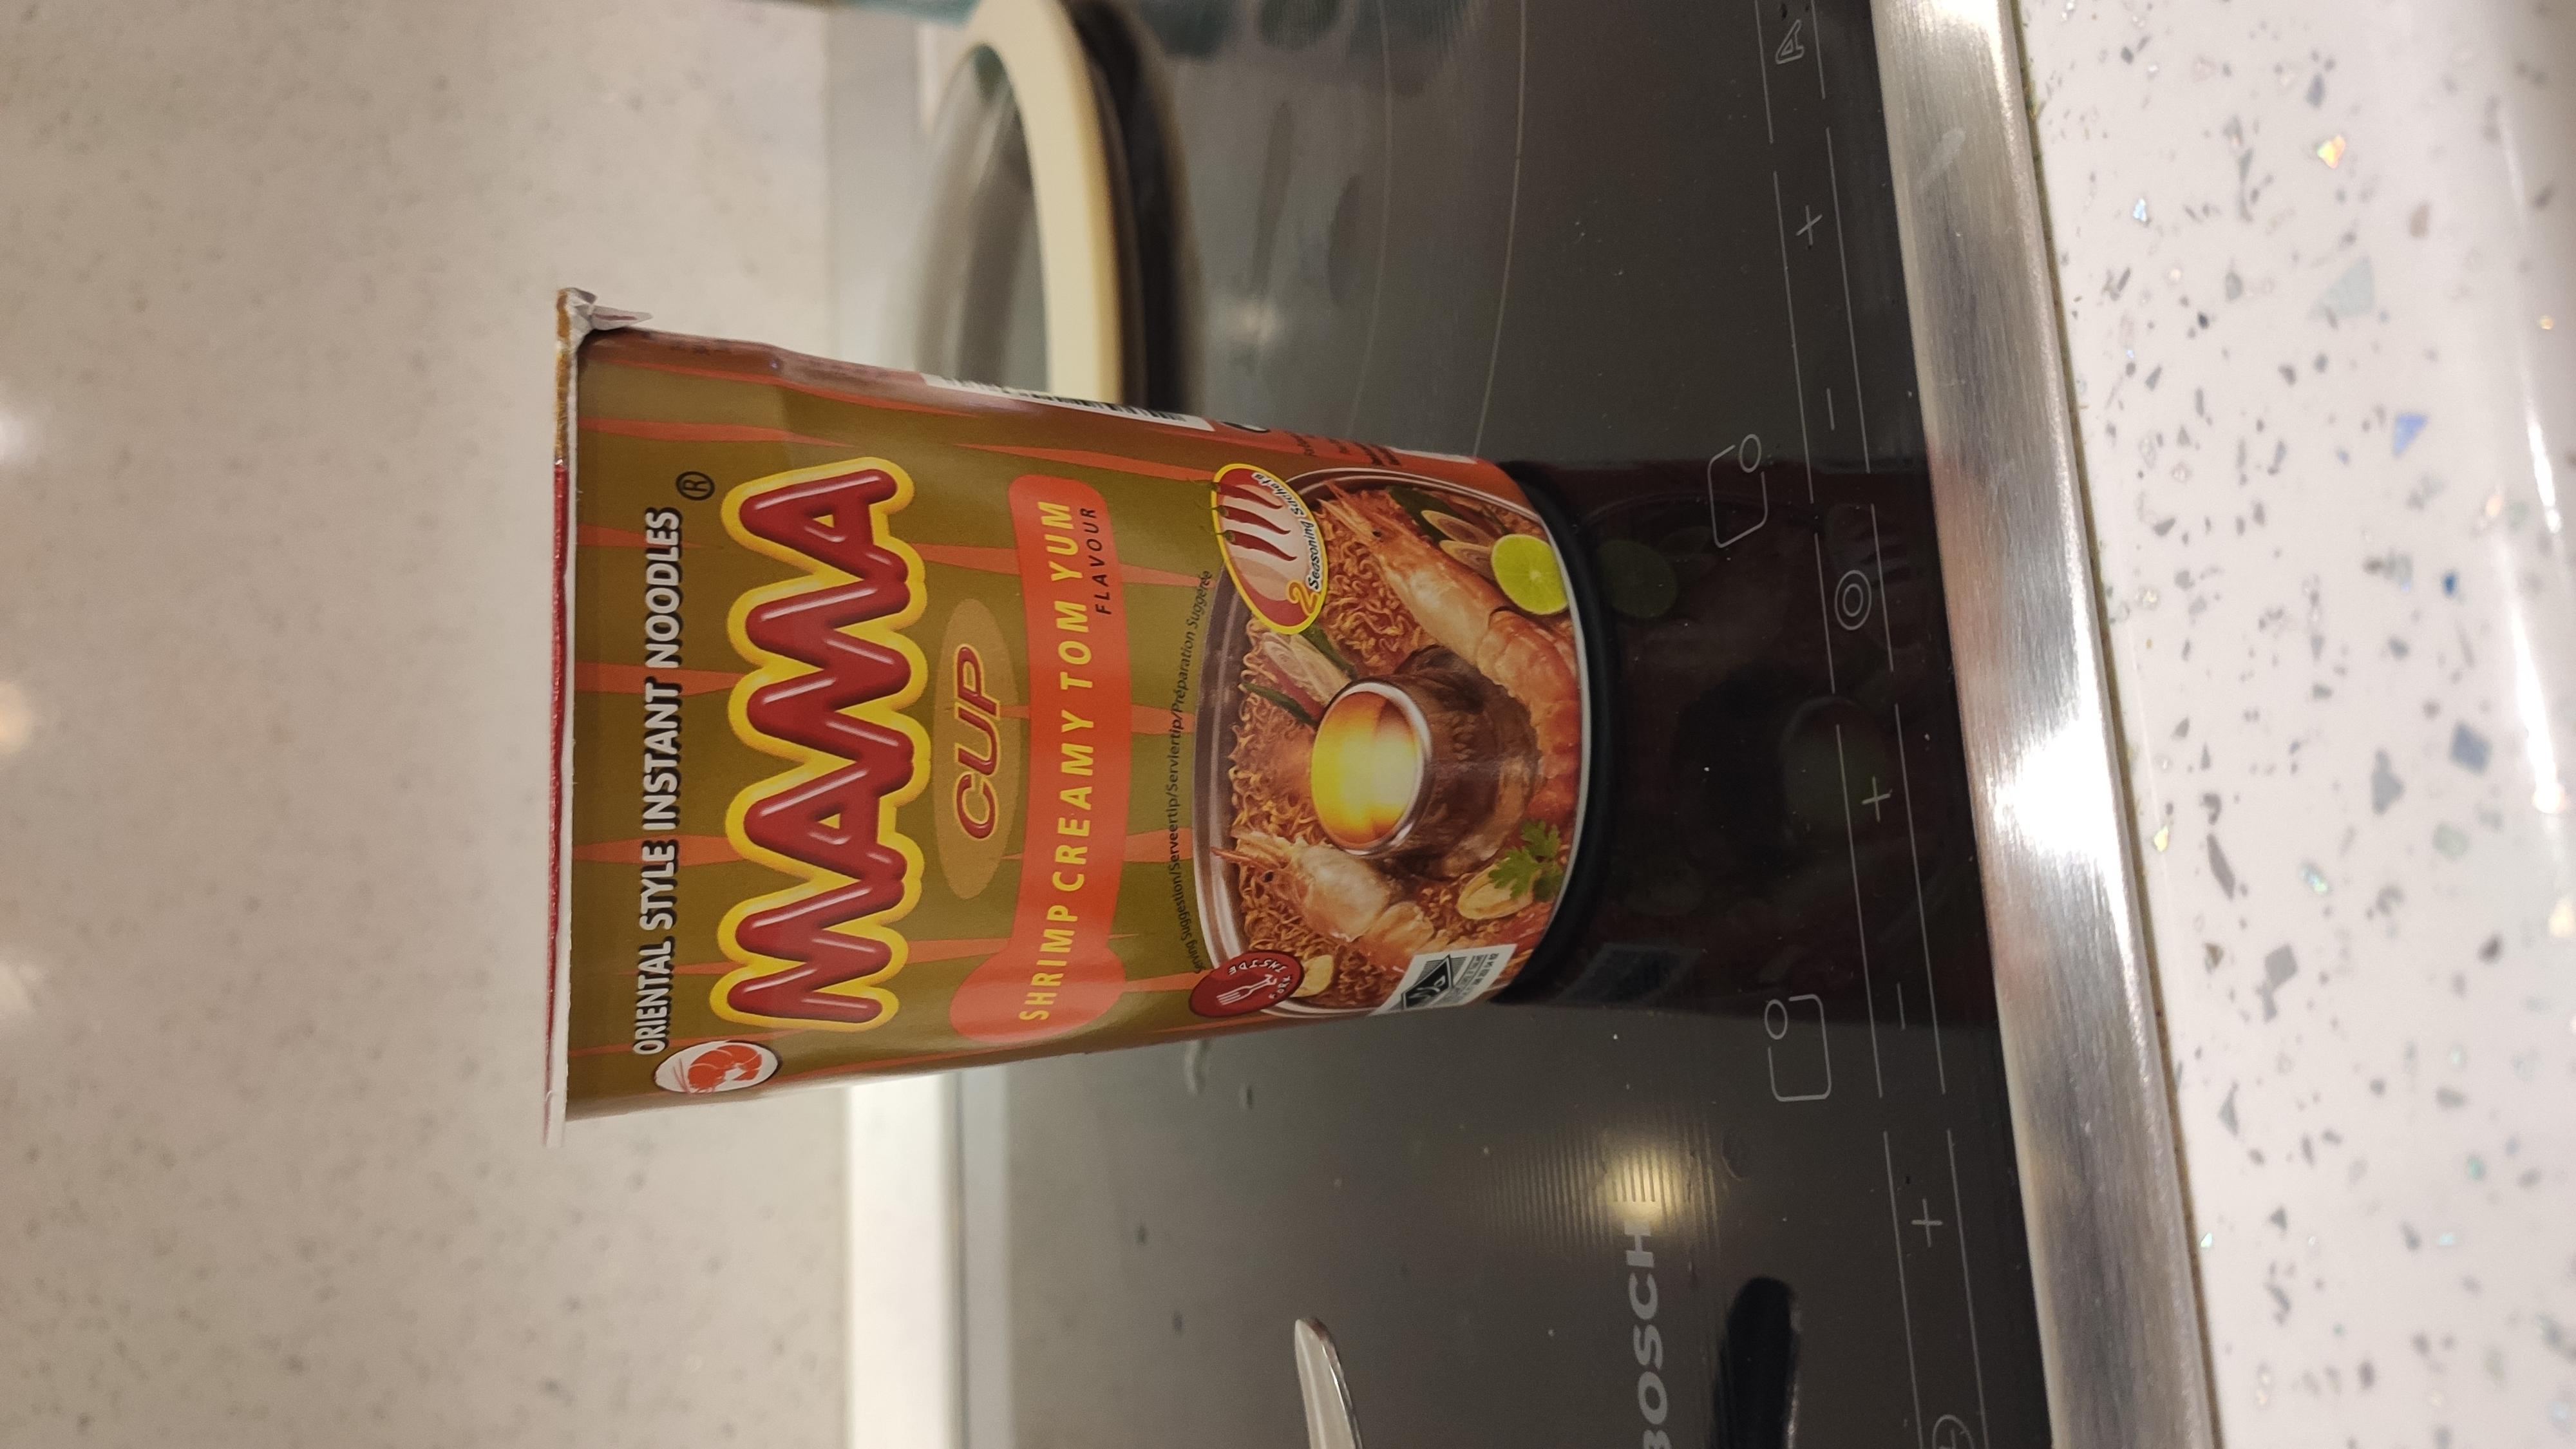 ORIENTAL STYLE INSTANT NOODLES
MAMA®
CUP
SHRIMP CREAMY TOM YUM
FLAVOUR
Serving Suggestion/Serveertip/Serviertip/Préparation Suggérée
2
Seasoning Sachets
FORK INSIDE
BOSCH
A